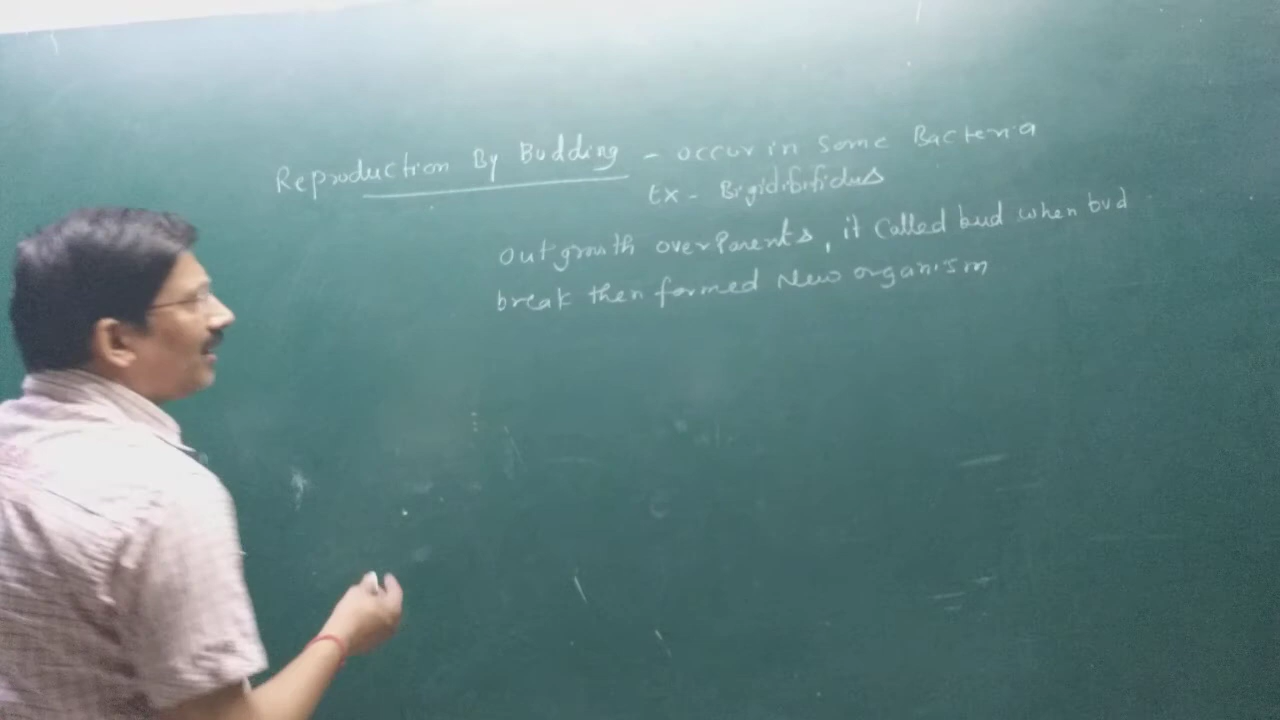 Reproduction By Budding - occur in Some Bacteria
Ex - Bigidibifidus
Outgrowth over Parents, it called bud when bud
break then formed New organism